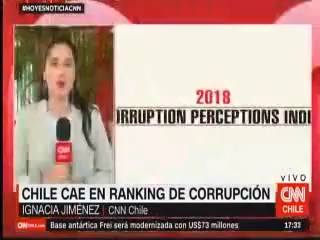 #HOYESNOTICIACNN
2018
ORRUPTION PERCEPTIONS INDI
CNN
VIVO
CHILE CAE EN RANKING DE CORRUPCIÓN
IGNACIA JIMÉNEZ / CNN Chile
CNN
CHILE
Base antártica Frei será modernizada con US$73 millones
17:33